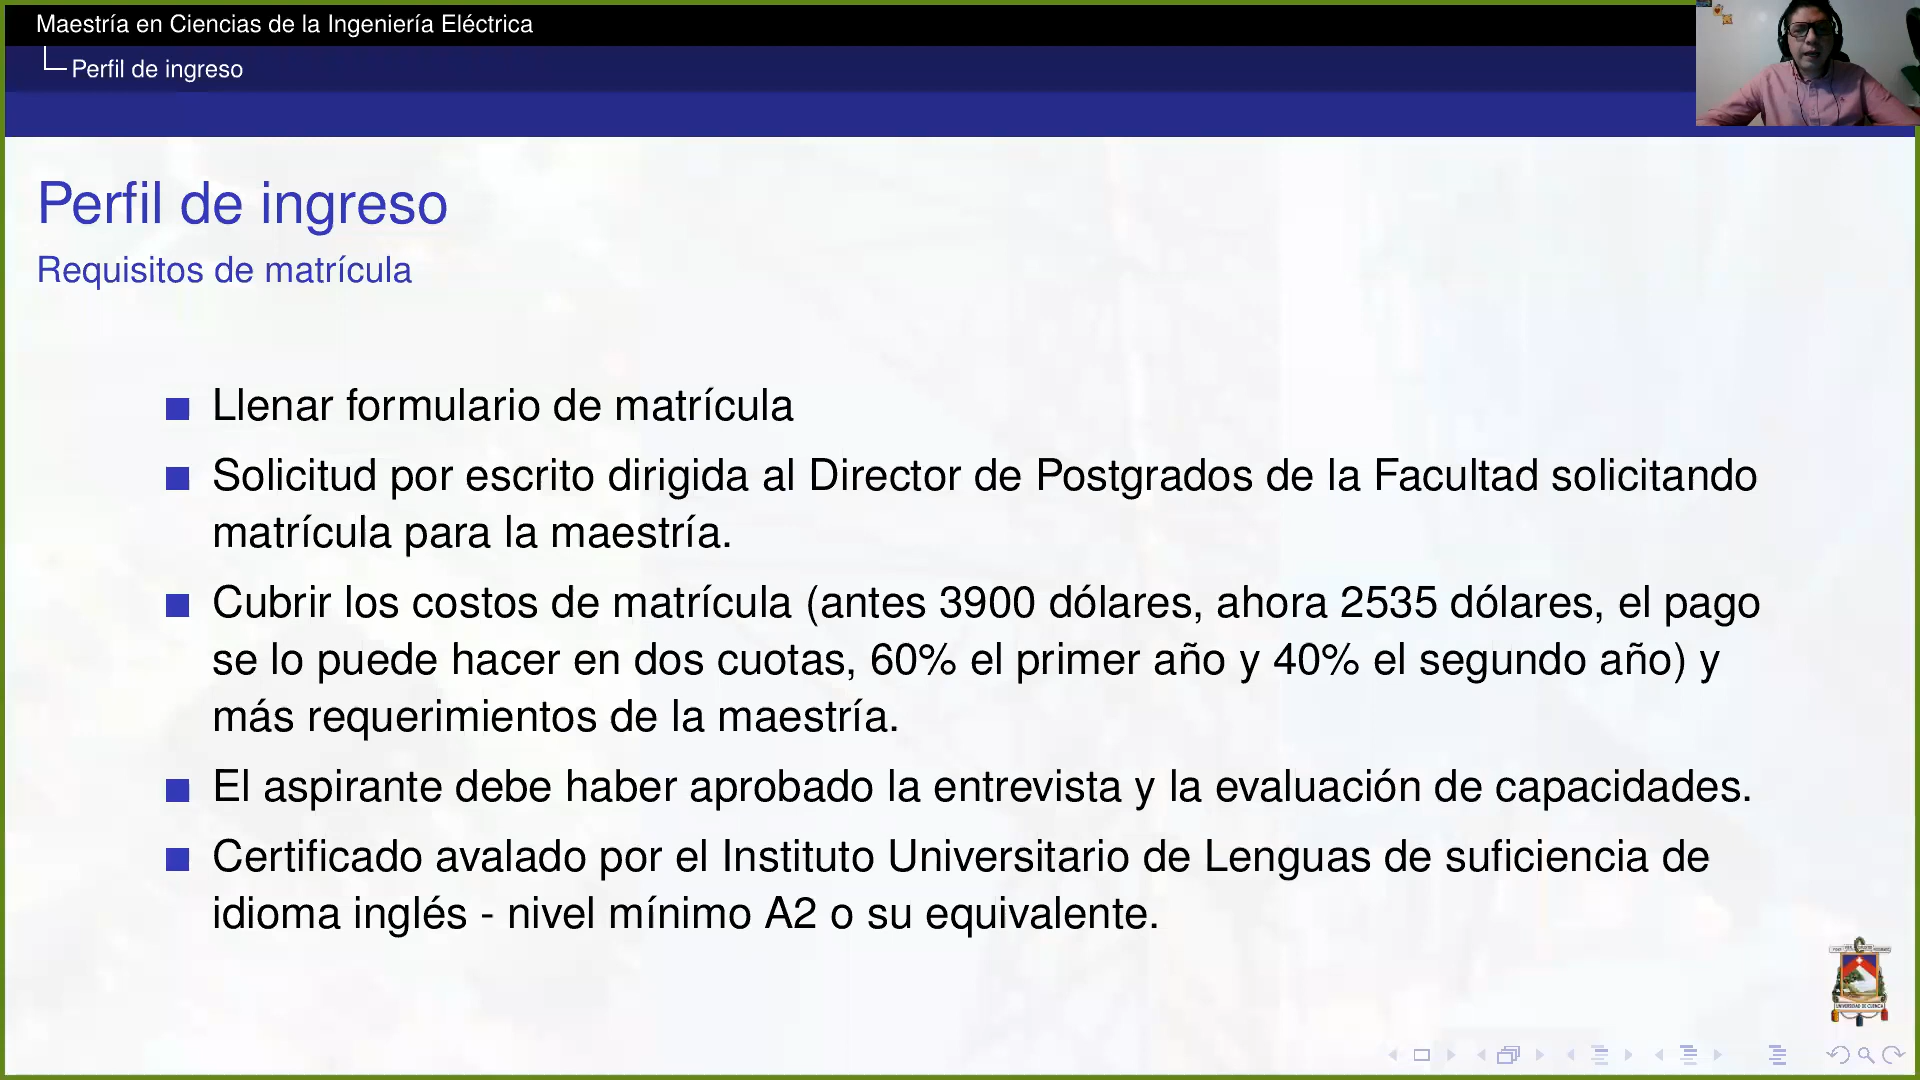 Maestría en Ciencias de la Ingeniería Eléctrica
Perfil de ingreso
Perfil de ingreso
Requisitos de matrícula
Llenar formulario de matrícula
Solicitud por escrito dirigida al Director de Postgrados de la Facultad solicitando
matrícula para la maestría.
Cubrir los costos de matrícula (antes 3900 dólares, ahora 2535 dólares, el pago
se lo puede hacer en dos cuotas, 60% el primer año y 40% el segundo año) y
más requerimientos de la maestría.
El aspirante debe haber aprobado la entrevista y la evaluación de capacidades.
Certificado avalado por el Instituto Universitario de Lenguas de suficiencia de
idioma inglés - nivel mínimo A2 o su equivalente.
UNIVERSIDAD DE CUENCA